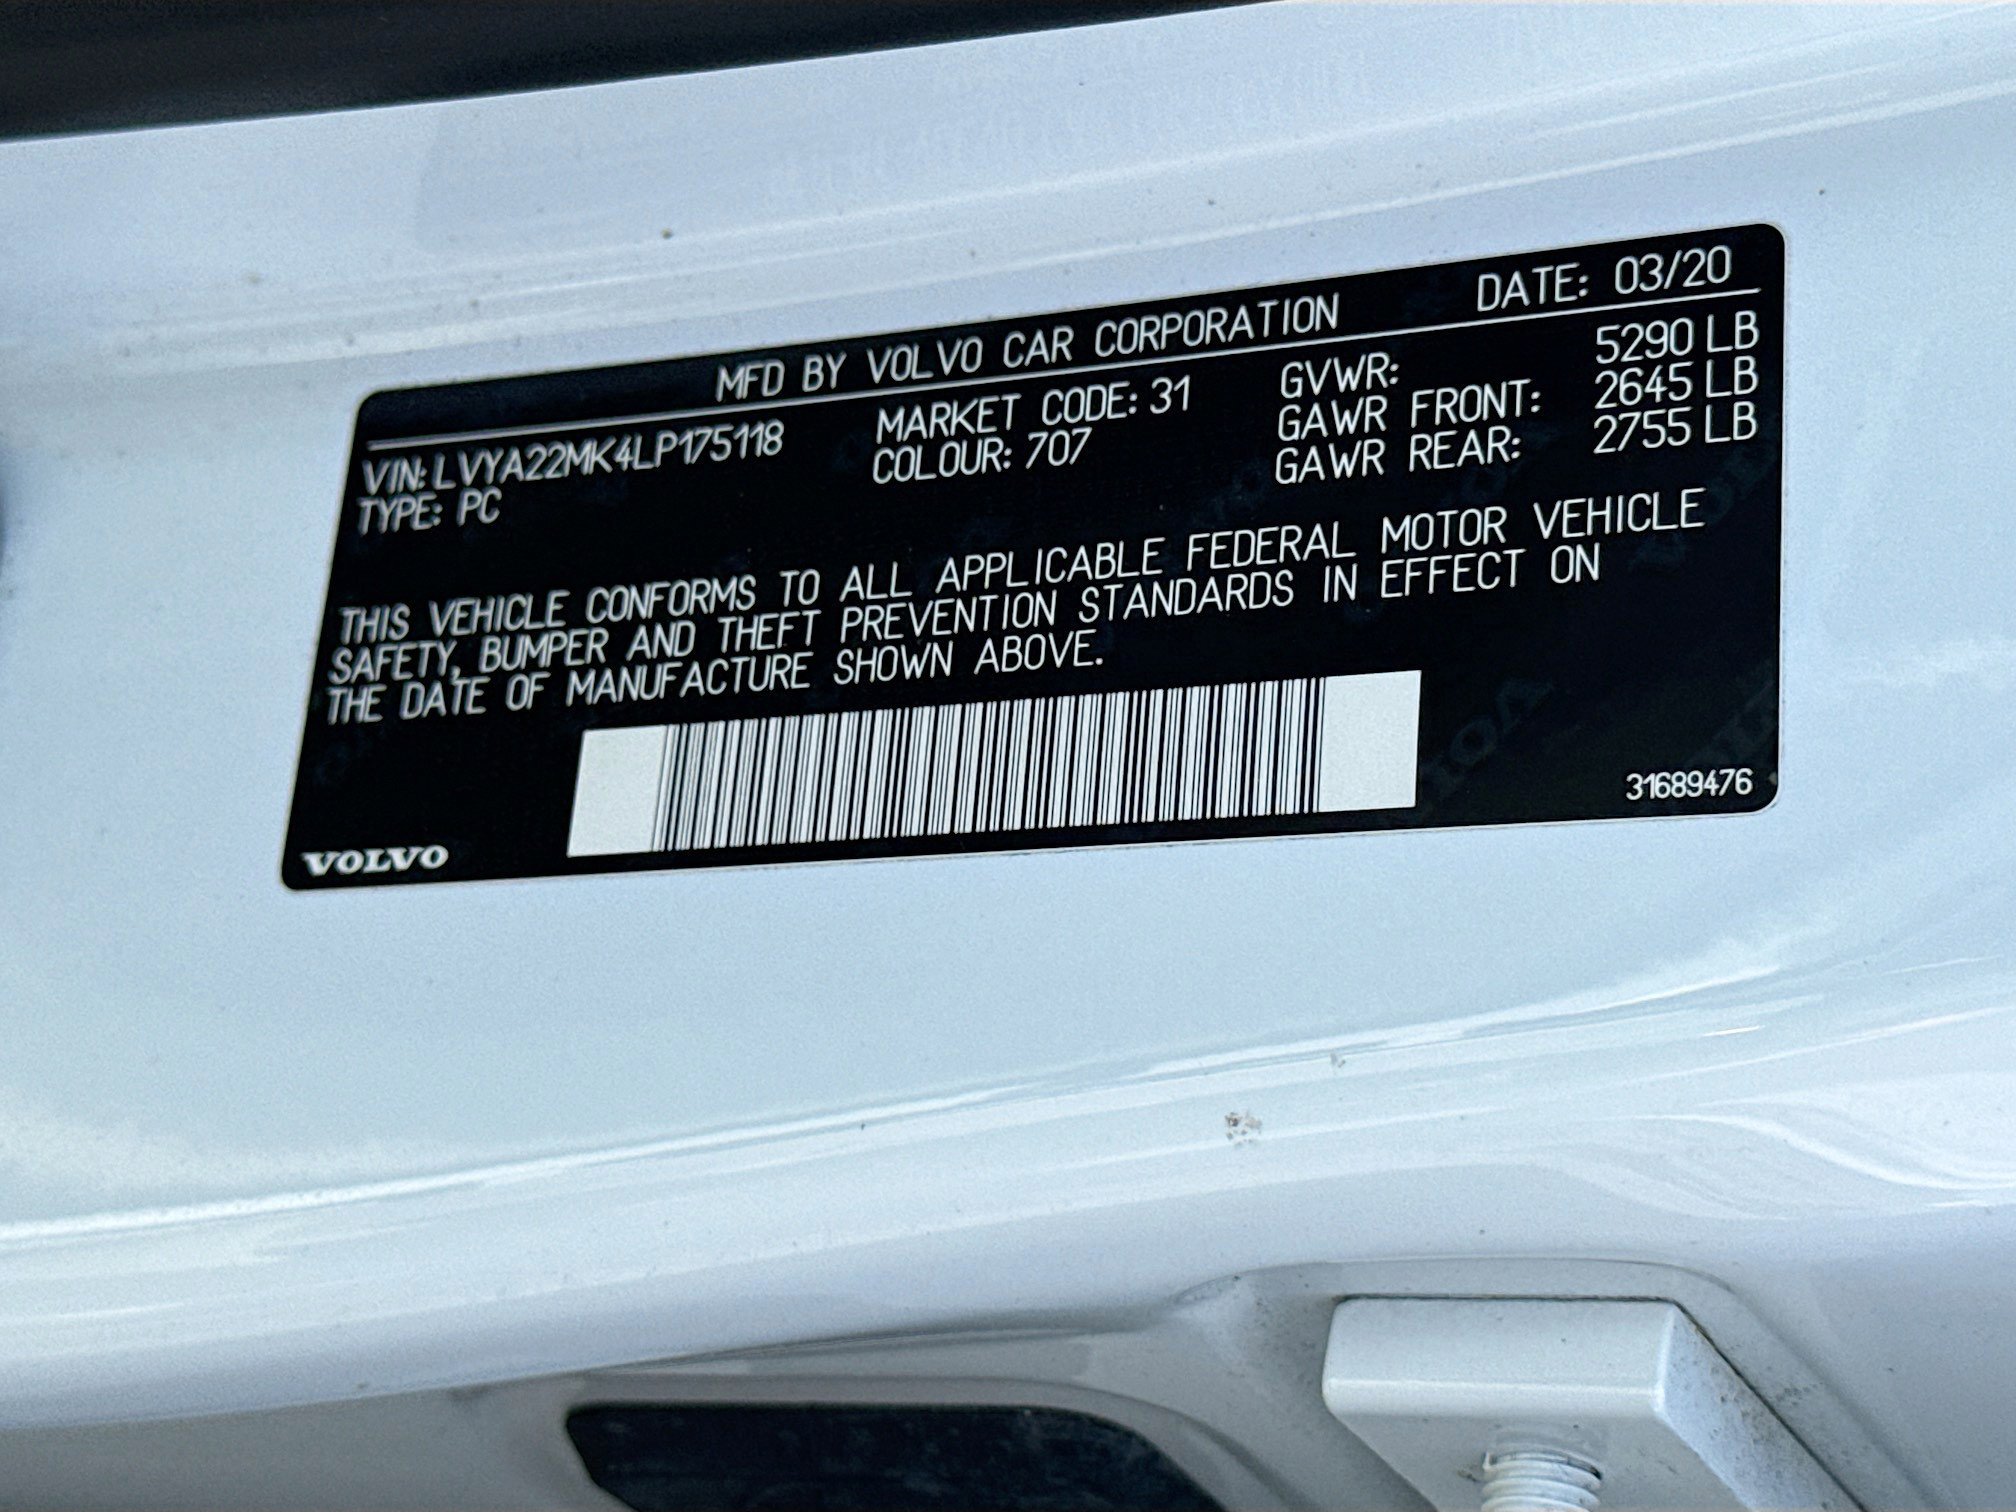 MFD BY VOLVO CAR CORPORATION DATE: 03/20
VIN: LVYA22MK4LP175118 MARKET CODE: 31 GVWR: 5290 LB
TYPE: PC COLOUR: 707 GAWR FRONT: 2645 LB
GAWR REAR: 2755 LB
THIS VEHICLE CONFORMS TO ALL APPLICABLE FEDERAL MOTOR VEHICLE
SAFETY, BUMPER AND THEFT PREVENTION STANDARDS IN EFFECT ON
THE DATE OF MANUFACTURE SHOWN ABOVE.
31689476
VOLVO